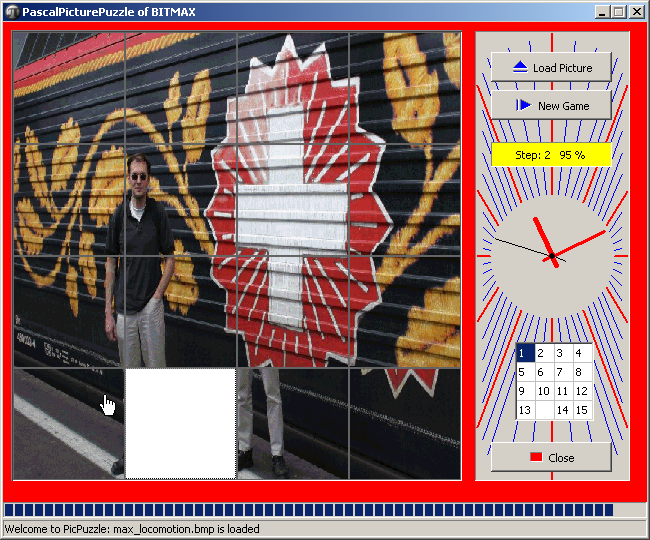 PascalPicturePuzzle of BITMAX
Load Picture
New Game
Step: 2 95 %
1 2 3 4
5 6 7 8
9 10 11 12
13 14 15
Close
Welcome to PicPuzzle: max_locomotion.bmp is loaded